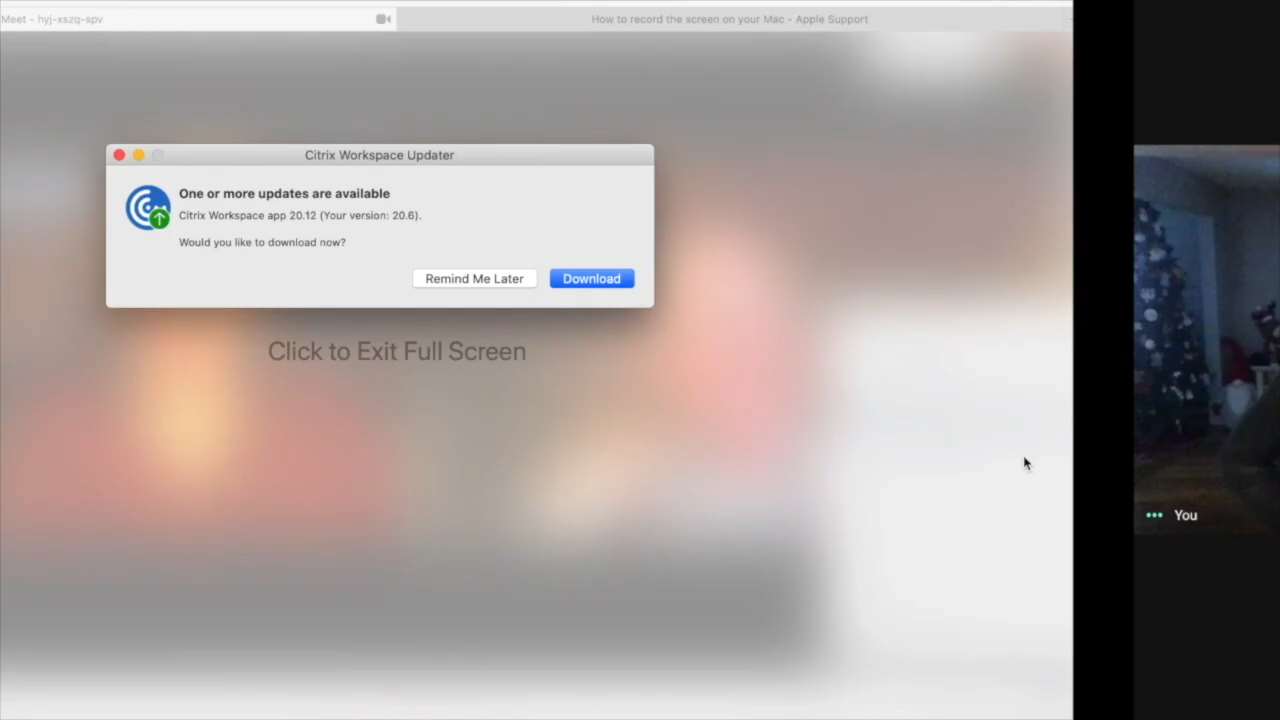 Meet - hyj-xszq-spv
How to record the screen on your Mac - Apple Support
Citrix Workspace Updater
One or more updates are available
Citrix Workspace app 20.12 (Your version: 20.6).
Would you like to download now?
Remind Me Later
Download
Click to Exit Full Screen
You